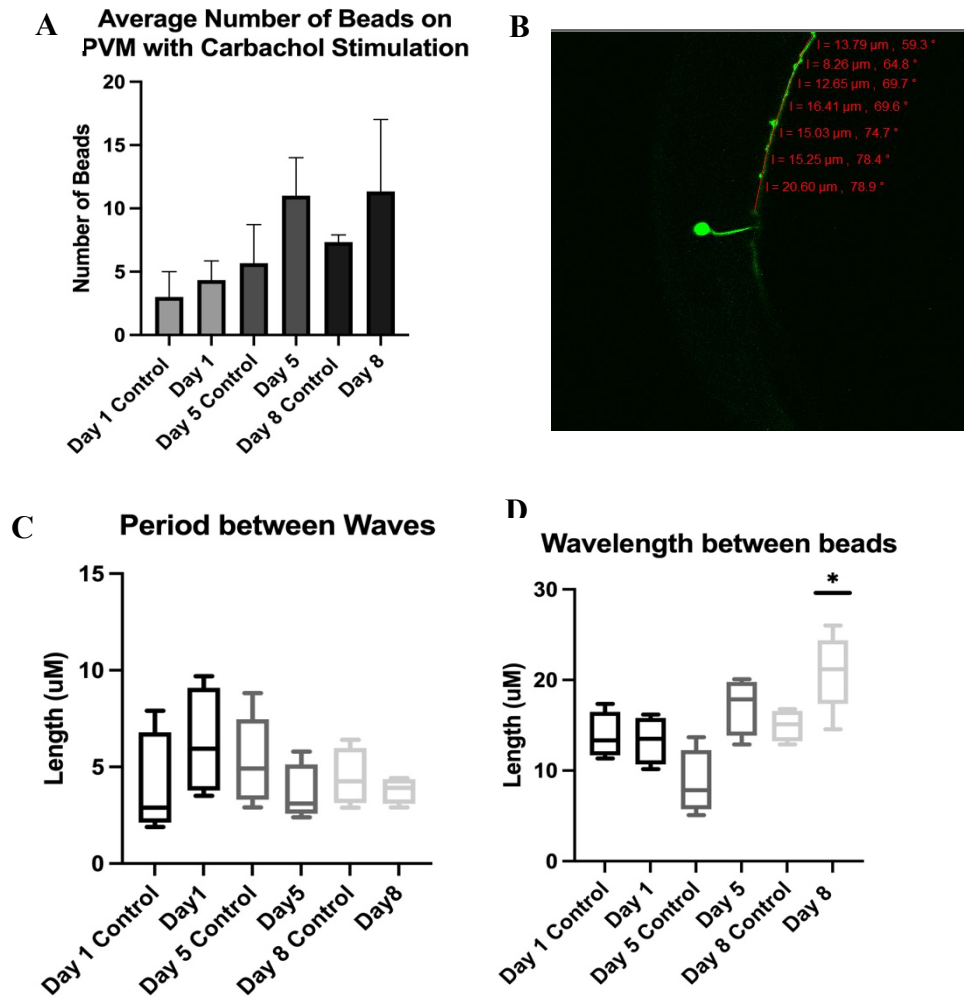 A
Average Number of Beads on
PVM with Carbachol Stimulation
Number of Beads
20
15
10
5
0
Day 1 Control
Day 1
Day 5 Control
Day 5
Day 8 Control
Day 8
B
l = 13.79 µm , 59.3 °
l = 8.26 µm , 64.8 °
l = 12.65 µm , 69.7 °
l = 16.41 µm , 69.6 °
l = 15.03 µm , 74.7 °
l = 15.25 µm , 78.4 °
l = 20.60 µm , 78.9 °
C
Period between Waves
Length (uM)
15
10
5
0
Day 1 Control
Day1
Day 5 Control
Day5
Day 8 Control
Day8
D
Wavelength between beads
Length (uM)
30
20
10
0
*
Day 1 Control
Day 1
Day 5 Control
Day 5
Day 8 Control
Day 8